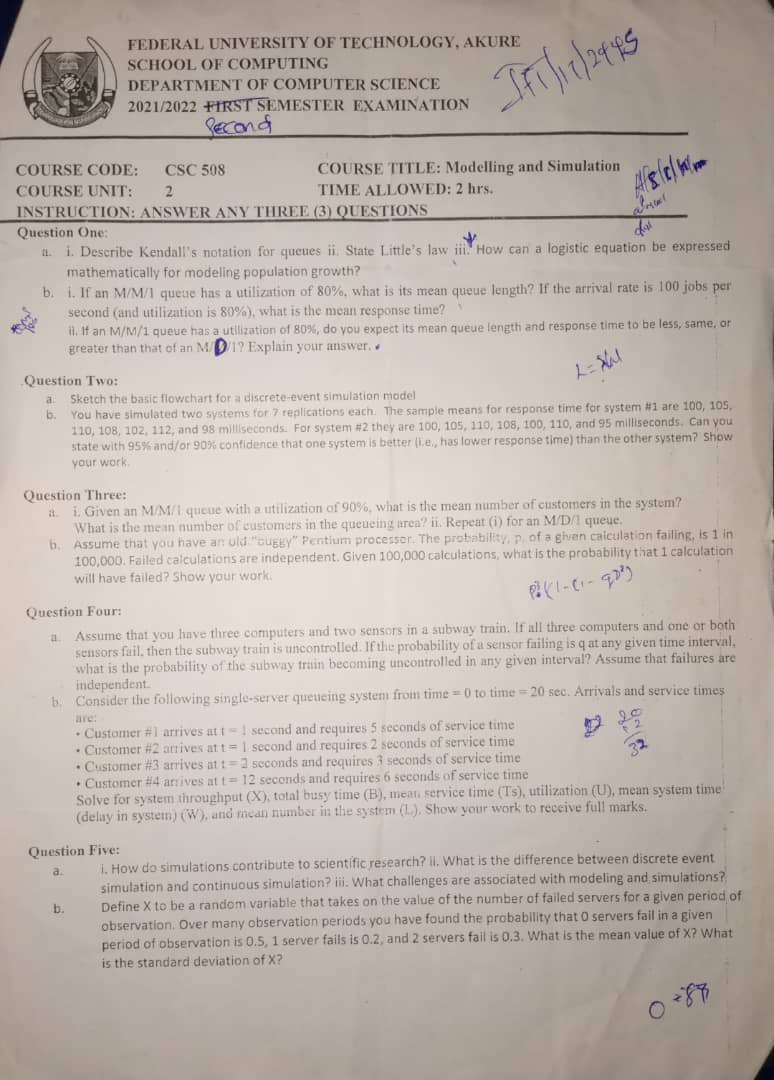 FEDERAL UNIVERSITY OF TECHNOLOGY, AKURE
SCHOOL OF COMPUTING
DEPARTMENT OF COMPUTER SCIENCE
2021/2022 FIRST SEMESTER EXAMINATION
Second
COURSE CODE: CSC 508 COURSE TITLE: Modelling and Simulation
COURSE UNIT: 2 TIME ALLOWED: 2 hrs.
INSTRUCTION: ANSWER ANY THREE (3) QUESTIONS
Question One:
a. i. Describe Kendall's notation for queues ii. State Little's law iii. How can a logistic equation be expressed
mathematically for modeling population growth?
b. i. If an M/M/1 queue has a utilization of 80%, what is its mean queue length? If the arrival rate is 100 jobs per
second (and utilization is 80%), what is the mean response time?
ii. If an M/M/1 queue has a utilization of 80%, do you expect its mean queue length and response time to be less, same, or
greater than that of an M/D/1? Explain your answer.
Question Two:
a. Sketch the basic flowchart for a discrete-event simulation model
b. You have simulated two systems for 7 replications each. The sample means for response time for system #1 are 100, 105,
110, 108, 102, 112, and 98 milliseconds. For system #2 they are 100, 105, 110, 108, 100, 110, and 95 milliseconds. Can you
state with 95% and/or 90% confidence that one system is better (i.e., has lower response time) than the other system? Show
your work.
Question Three:
a. i. Given an M/M/1 queue with a utilization of 90%, what is the mean number of customers in the system?
What is the mean number of customers in the queueing area? ii. Repeat (i) for an M/D/1 queue.
b. Assume that you have an old "buggy" Pentium processor. The probability, p, of a given calculation failing, is 1 in
100,000. Failed calculations are independent. Given 100,000 calculations, what is the probability that 1 calculation
will have failed? Show your work.
Question Four:
a. Assume that you have three computers and two sensors in a subway train. If all three computers and one or both
sensors fail, then the subway train is uncontrolled. If the probability of a sensor failing is q at any given time interval,
what is the probability of the subway train becoming uncontrolled in any given interval? Assume that failures are
independent.
b. Consider the following single-server queueing system from time = 0 to time = 20 sec. Arrivals and service times
are:
• Customer #1 arrives at t = 1 second and requires 5 seconds of service time
• Customer #2 arrives at t = 1 second and requires 2 seconds of service time
• Customer #3 arrives at t = 2 seconds and requires 3 seconds of service time
• Customer #4 arrives at t = 12 seconds and requires 6 seconds of service time
Solve for system throughput (X), total busy time (B), mean service time (Ts), utilization (U), mean system time
(delay in system) (W), and mean number in the system (L). Show your work to receive full marks.
Question Five:
a. i. How do simulations contribute to scientific research? ii. What is the difference between discrete event
simulation and continuous simulation? iii. What challenges are associated with modeling and simulations?
b. Define X to be a random variable that takes on the value of the number of failed servers for a given period of
observation. Over many observation periods you have found the probability that 0 servers fail in a given
period of observation is 0.5, 1 server fails is 0.2, and 2 servers fail is 0.3. What is the mean value of X? What
is the standard deviation of X?